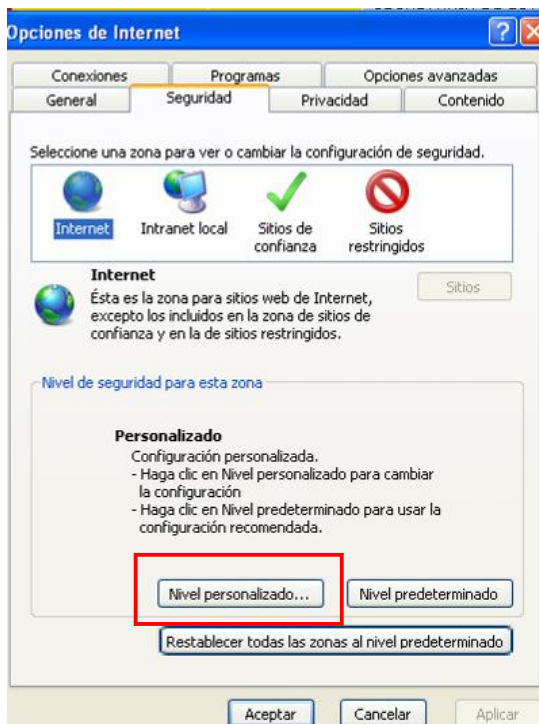 Opciones de Internet
Conexiones Programas Opciones avanzadas
General Seguridad Privacidad Contenido
Seleccione una zona para ver o cambiar la configuración de seguridad.
Internet Intranet local Sitios de confianza Sitios restringidos
Internet
Ésta es la zona para sitios web de Internet,
excepto los incluidos en la zona de sitios de
confianza y en la de sitios restringidos.
Sitios
Nivel de seguridad para esta zona
Personalizado
Configuración personalizada.
- Haga clic en Nivel personalizado para cambiar
la configuración
- Haga clic en Nivel predeterminado para usar la
configuración recomendada.
Nivel personalizado... Nivel predeterminado
Restablecer todas las zonas al nivel predeterminado
Aceptar Cancelar Aplicar